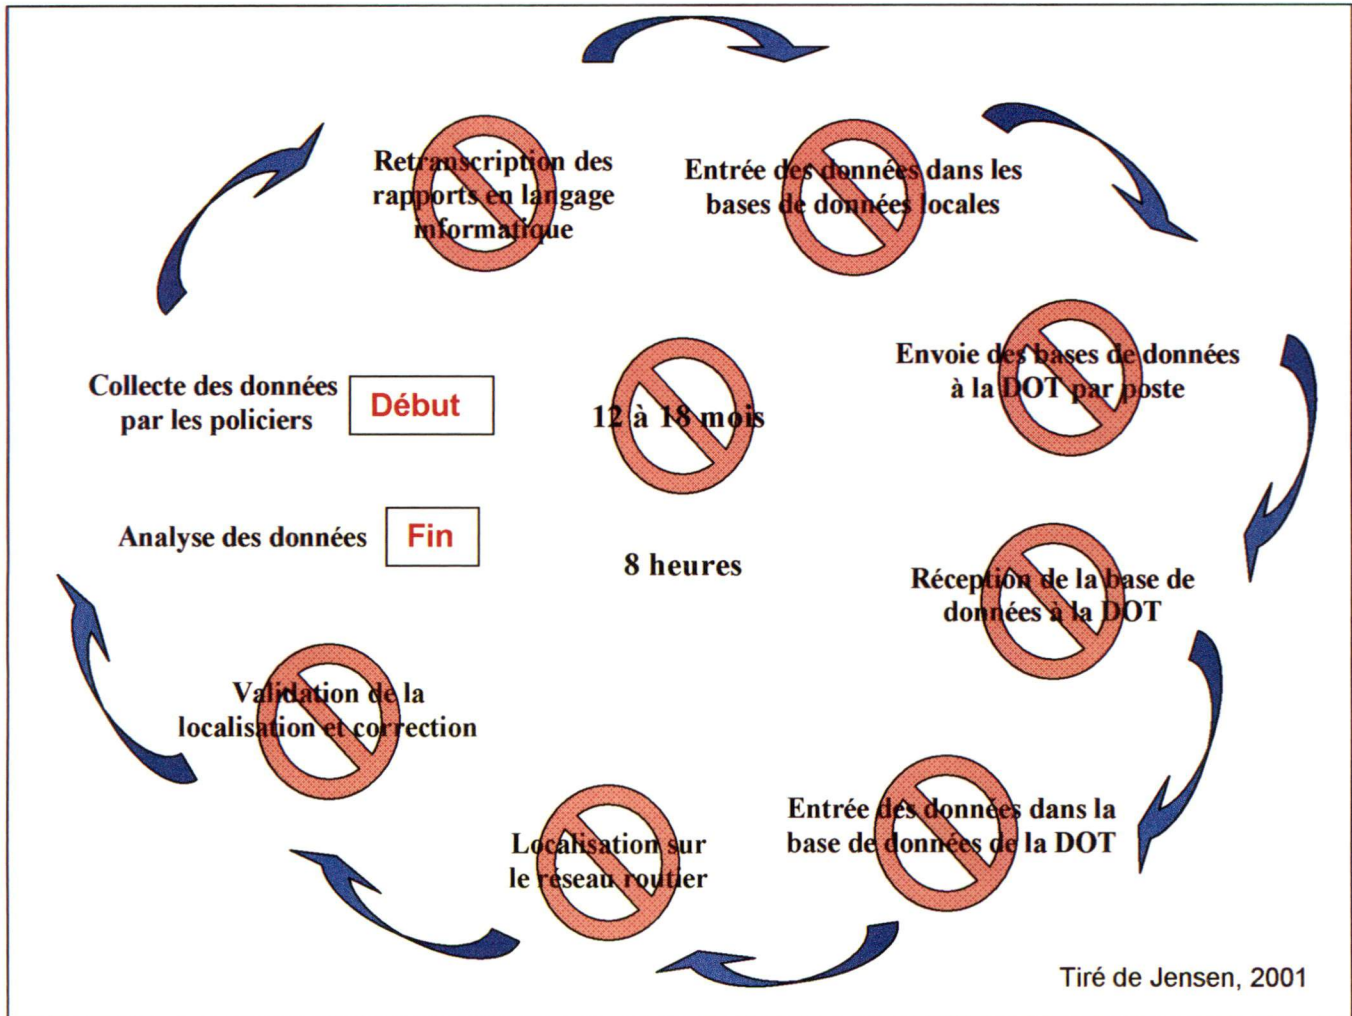 Retranscription des
rapports en langage
informatique
Entrée des données dans les
bases de données locales
Envoie des bases de données
à la DOT par poste
Collecte des données
par les policiers
Début
12 à 18 mois
Analyse des données
Fin
8 heures
Réception de la base de
données à la DOT
Validation de la
localisation et correction
Entrée des données dans la
base de données de la DOT
Localisation sur
le réseau routier
Tiré de Jensen, 2001